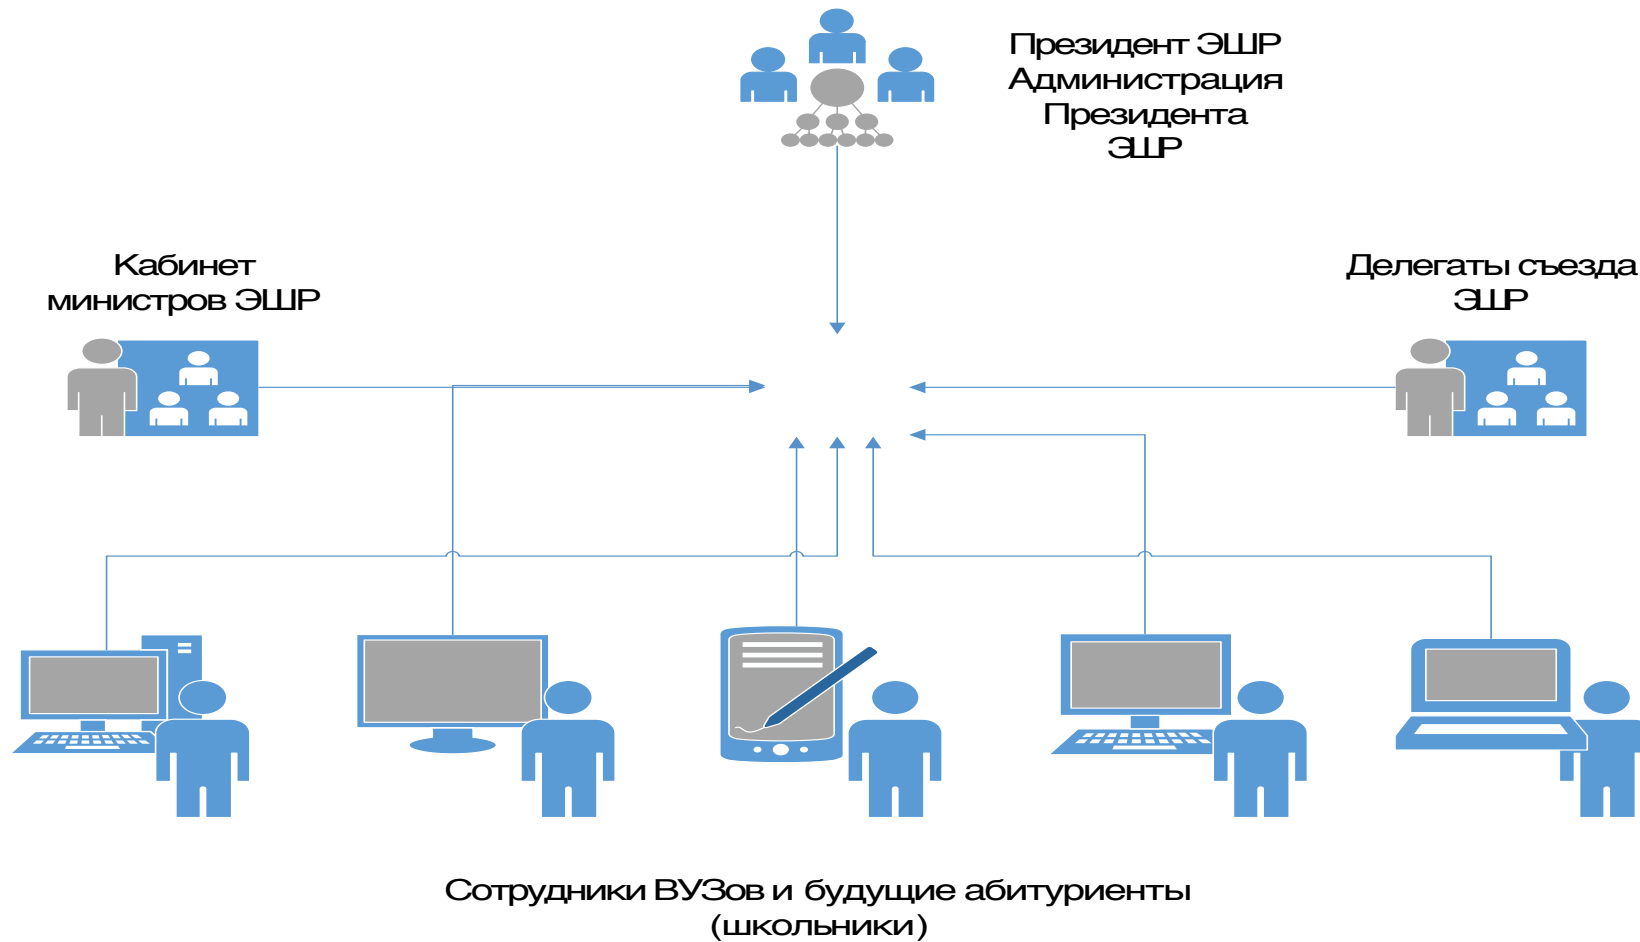 Президент ЭШР
Администрация
Президента
ЭШР
Кабинет
министров ЭШР
Делегаты съезда
ЭШР
Сотрудники ВУЗов и будущие абитуриенты
(школьники)